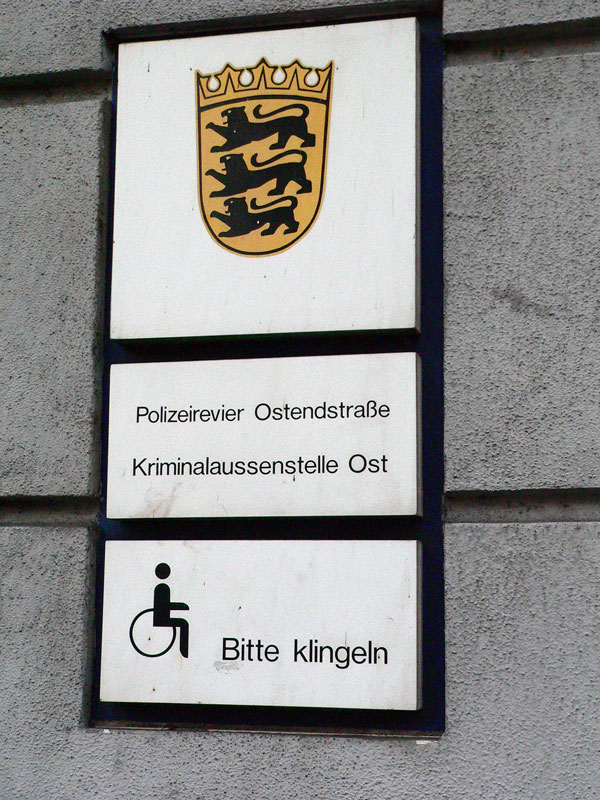 Polizeirevier Ostendstraße
Kriminalaussenstelle Ost
Bitte klingeln